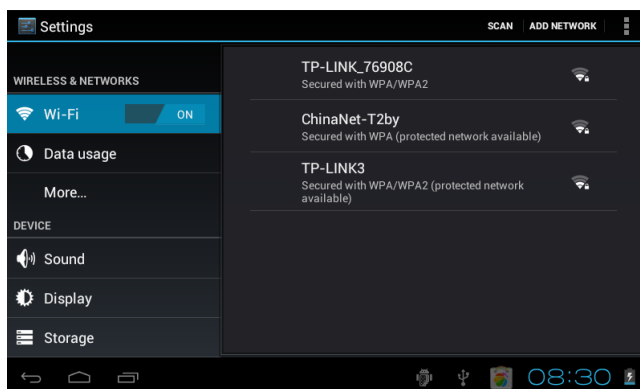 Settings
SCAN
ADD NETWORK
WIRELESS & NETWORKS
Wi-Fi
ON
Data usage
More...
DEVICE
Sound
Display
Storage
TP-LINK_76908C
Secured with WPA/WPA2
ChinaNet-T2by
Secured with WPA (protected network available)
TP-LINK3
Secured with WPA/WPA2 (protected network
available)
08:30